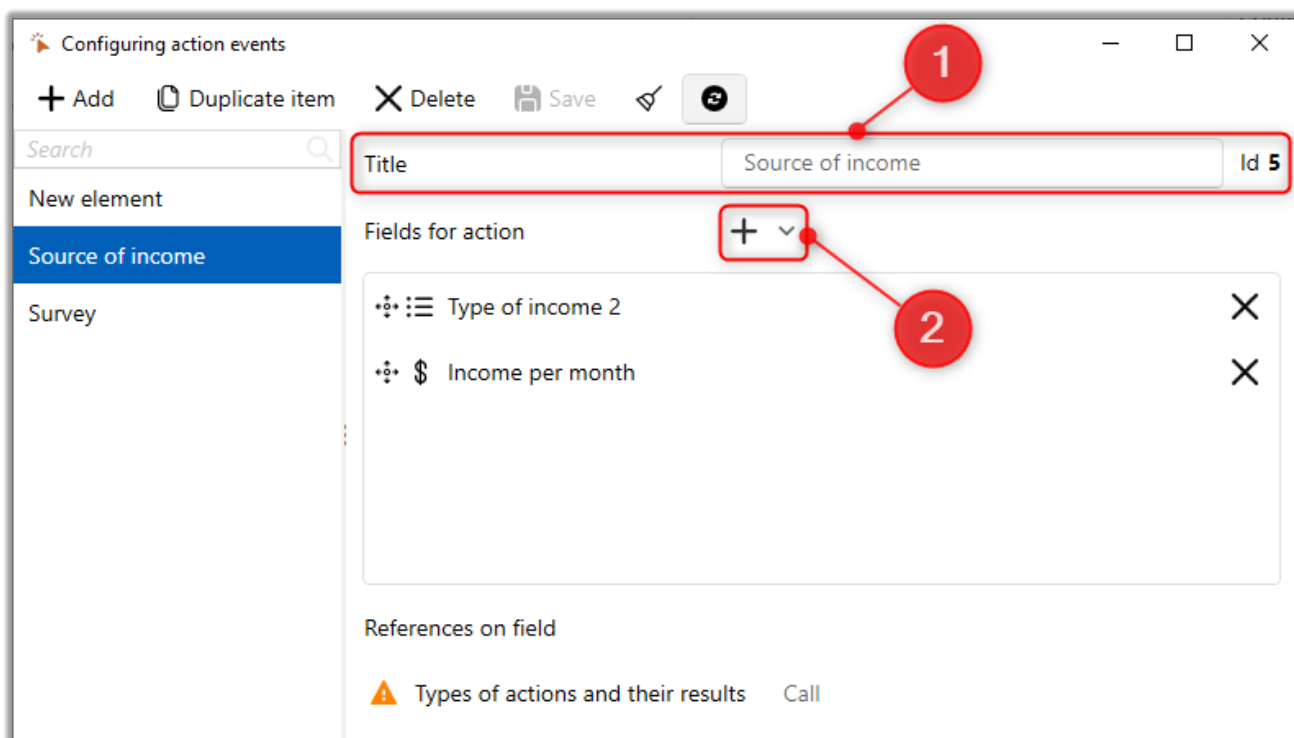 Configuring action events
1
Add Duplicate item Delete Save
Search
Title Source of income Id 5
New element
Fields for action
Source of income
Type of income 2
Survey
2
$ Income per month
References on field
Types of actions and their results Call